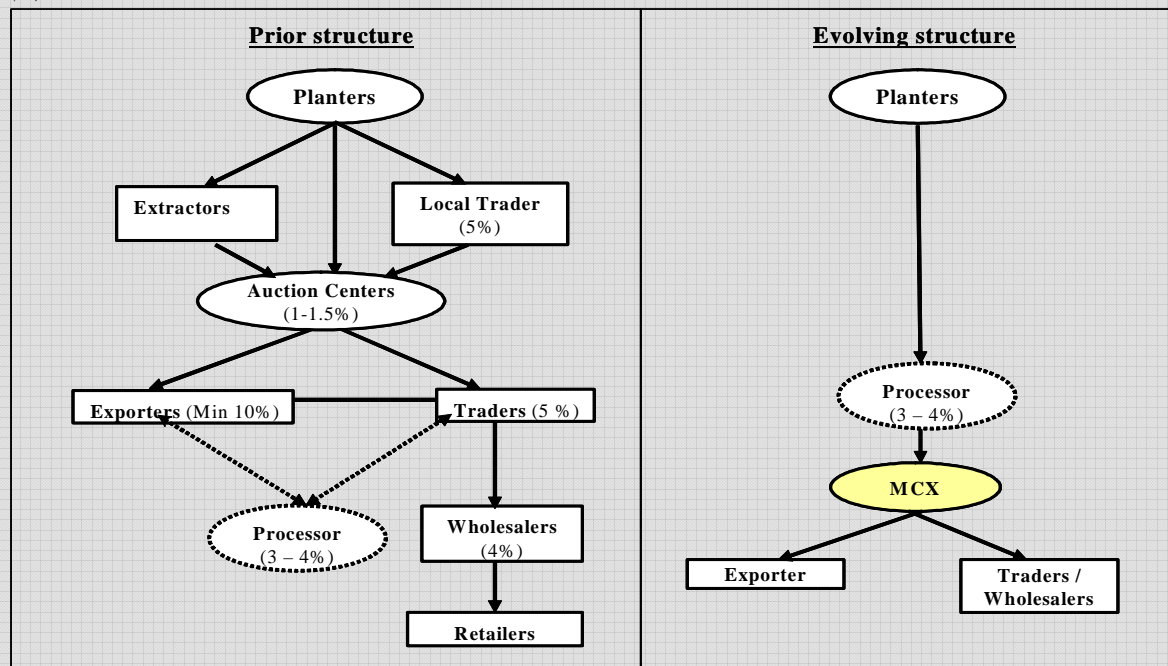 Prior structure
Planters
Extractors
Local Trader
(5%)
Auction Centers
(1-1.5%)
Exporters (Min 10%)
Traders (5 %)
Processor
(3 – 4%)
Wholesalers
(4%)
Retailers
Evolving structure
Planters
Processor
(3 – 4%)
MCX
Exporter
Traders /
Wholesalers